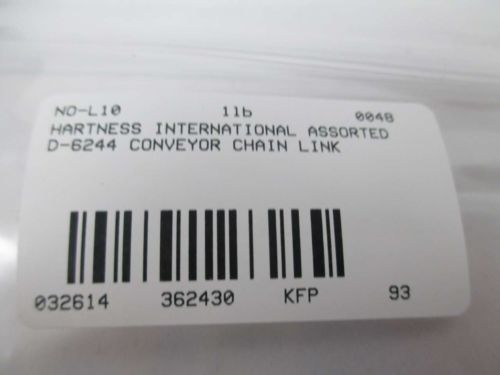 NO-L10 1lb 0048
HARTNESS INTERNATIONAL ASSORTED
D-6244 CONVEYOR CHAIN LINK
032614 362430 KFP 93